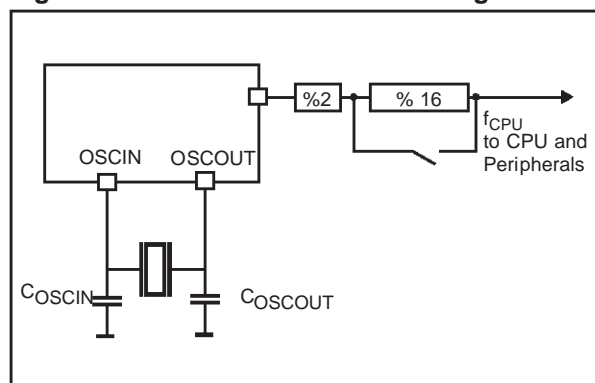 %2
% 16
fCPU
to CPU and
Peripherals
OSCIN
OSCOUT
COSCIN
COSCOUT